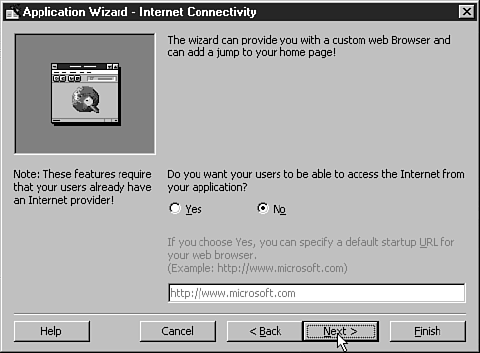 Application Wizard - Internet Connectivity
The wizard can provide you with a custom web Browser and
can add a jump to your home page!
Note: These features require
that your users already have
an Internet provider!
Do you want your users to be able to access the Internet from
your application?
Yes
No
If you choose Yes, you can specify a default startup URL for
your web browser.
(Example: http://www.microsoft.com)
http://www.microsoft.com
Help
Cancel
< Back
Next >
Finish